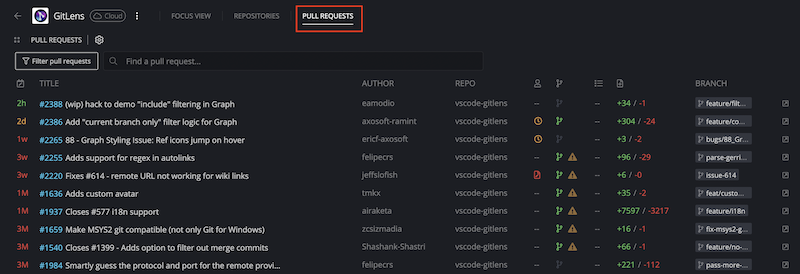 GitLens Cloud FOCUS VIEW REPOSITORIES PULL REQUESTS
PULL REQUESTS
Filter pull requests Find a pull request...
TITLE AUTHOR REPO BRANCH
2h #2388 (wip) hack to demo "include" filtering in Graph eamodio vscode-gitlens -- -- +34 / -1 feature/filt...
2d #2386 Add "current branch only" filter logic for Graph axosoft-ramint vscode-gitlens -- +304 / -24 feature/co...
1w #2265 88 - Graph Styling Issue: Ref icons jump on hover ericf-axosoft vscode-gitlens -- +3 / -2 bugs/88_Gr...
3w #2255 Adds support for regex in autolinks felipecrs vscode-gitlens -- -- +96 / -29 parse-gerri...
3w #2220 Fixes #614 - remote URL not working for wiki links jeffslofish vscode-gitlens -- +6 / -0 issue-614
1M #1636 Adds custom avatar tmkx vscode-gitlens -- -- +35 / -2 feat/custo...
1M #1937 Closes #577 i18n support airaketa vscode-gitlens -- -- +7597 / -3217 feature/i18n
3M #1659 Make MSYS2 git compatible (not only Git for Windows) zcsizmadia vscode-gitlens -- -- +16 / -1 fix-msys2-g...
3M #1540 Closes #1399 - Adds option to filter out merge commits Shashank-Shastri vscode-gitlens -- -- +66 / -1 feature/no-...
3M #1984 Smartly guess the protocol and port for the remote provi... felipecrs vscode-gitlens -- -- +221 / -112 pass-more-...